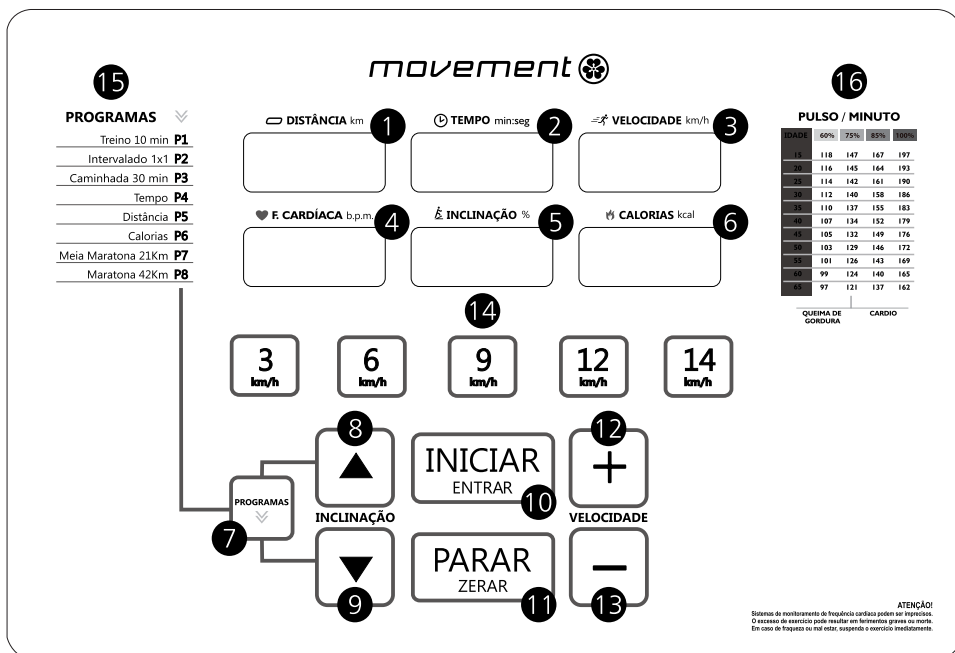 movement
15
PROGRAMAS
Treino 10 min P1
Intervalado 1x1 P2
Caminhada 30 min P3
Tempo P4
Distância P5
Calorias P6
Meia Maratona 21Km P7
Maratona 42Km P8
DISTÂNCIA km 1
TEMPO min:seg 2
VELOCIDADE km/h 3
F. CARDÍACA b.p.m. 4
INCLINAÇÃO % 5
CALORIAS kcal 6
16
PULSO / MINUTO
IDADE 60% 75% 85% 100%
15 118 147 167 197
20 116 145 164 193
25 114 142 161 190
30 112 140 158 186
35 110 137 155 183
40 107 134 152 179
45 105 132 149 176
50 103 129 146 172
55 101 126 143 169
60 99 124 140 165
65 97 121 137 162
QUEIMA DE
GORDURA
CARDIO
14
3
km/h
6
km/h
9
km/h
12
km/h
14
km/h
PROGRAMAS
7
8
INCLINAÇÃO
9
INICIAR
ENTRAR
10
PARAR
ZERAR
11
12
+
VELOCIDADE
−
13
ATENÇÃO!
Sistemas de monitoramento de frequência cardíaca podem ser imprecisos.
O excesso de exercício pode resultar em ferimentos graves ou morte.
Em caso de fraqueza ou mal estar, suspenda o exercício imediatamente.